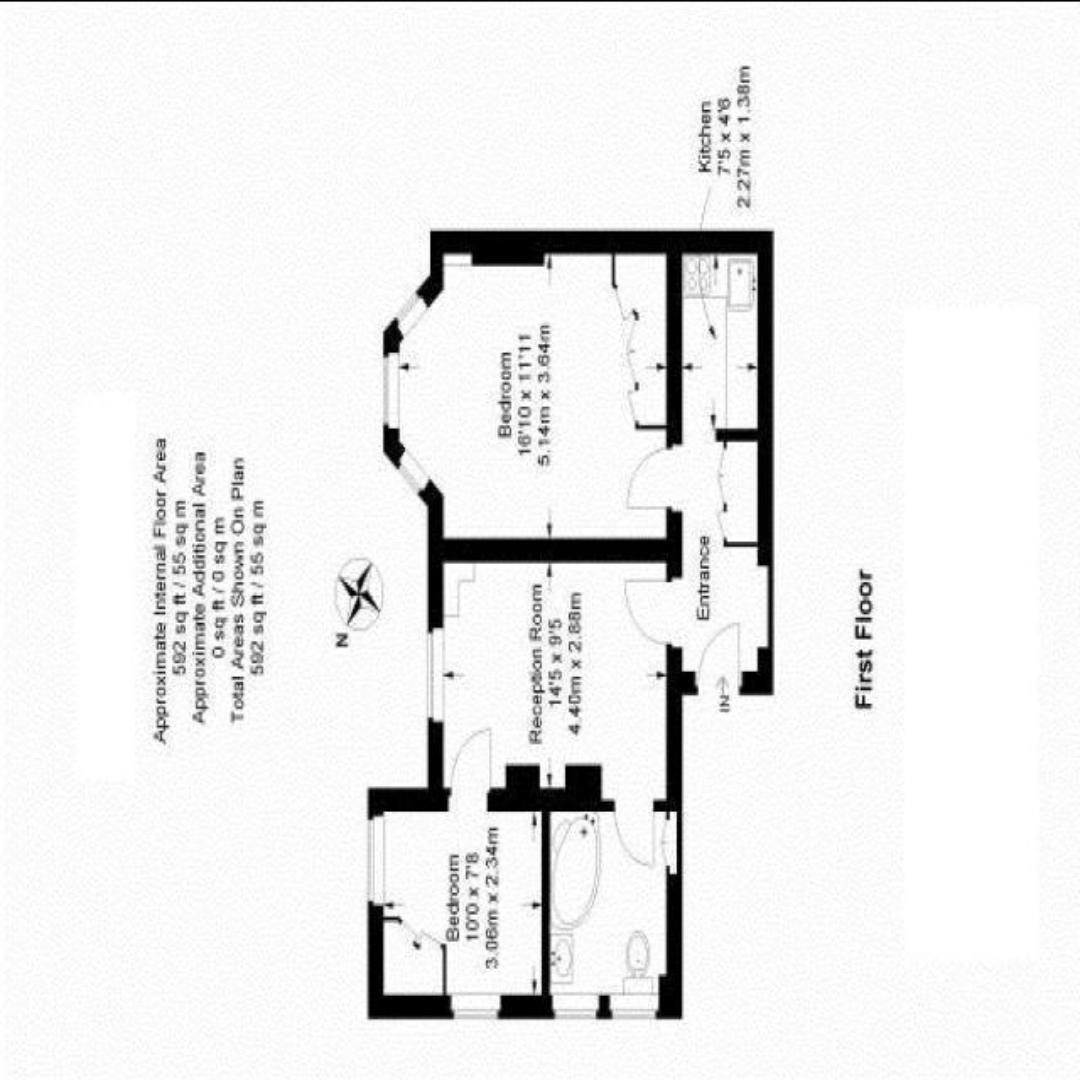 Approximate Internal Floor Area
592 sq ft / 55 sq m
Approximate Additional Area
0 sq ft / 0 sq m
Total Areas Shown On Plan
592 sq ft / 55 sq m
N
Bedroom
10'0 x 7'8
3.06m x 2.34m
Reception Room
14'5 x 9'5
4.40m x 2.88m
Bedroom
16'10 x 11'11
5.14m x 3.64m
IN
Entrance
Kitchen
7'5 x 4'6
2.27m x 1.38m
First Floor